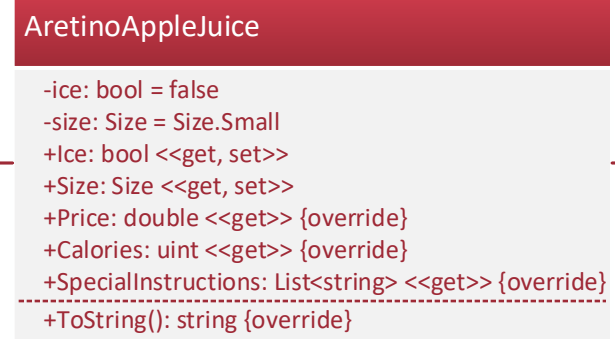 AretinoAppleJuice
-ice: bool = false
-size: Size = Size.Small
+Ice: bool <<get, set>>
+Size: Size <<get, set>>
+Price: double <<get>> {override}
+Calories: uint <<get>> {override}
+SpecialInstructions: List<string> <<get>> {override}
+ToString(): string {override}